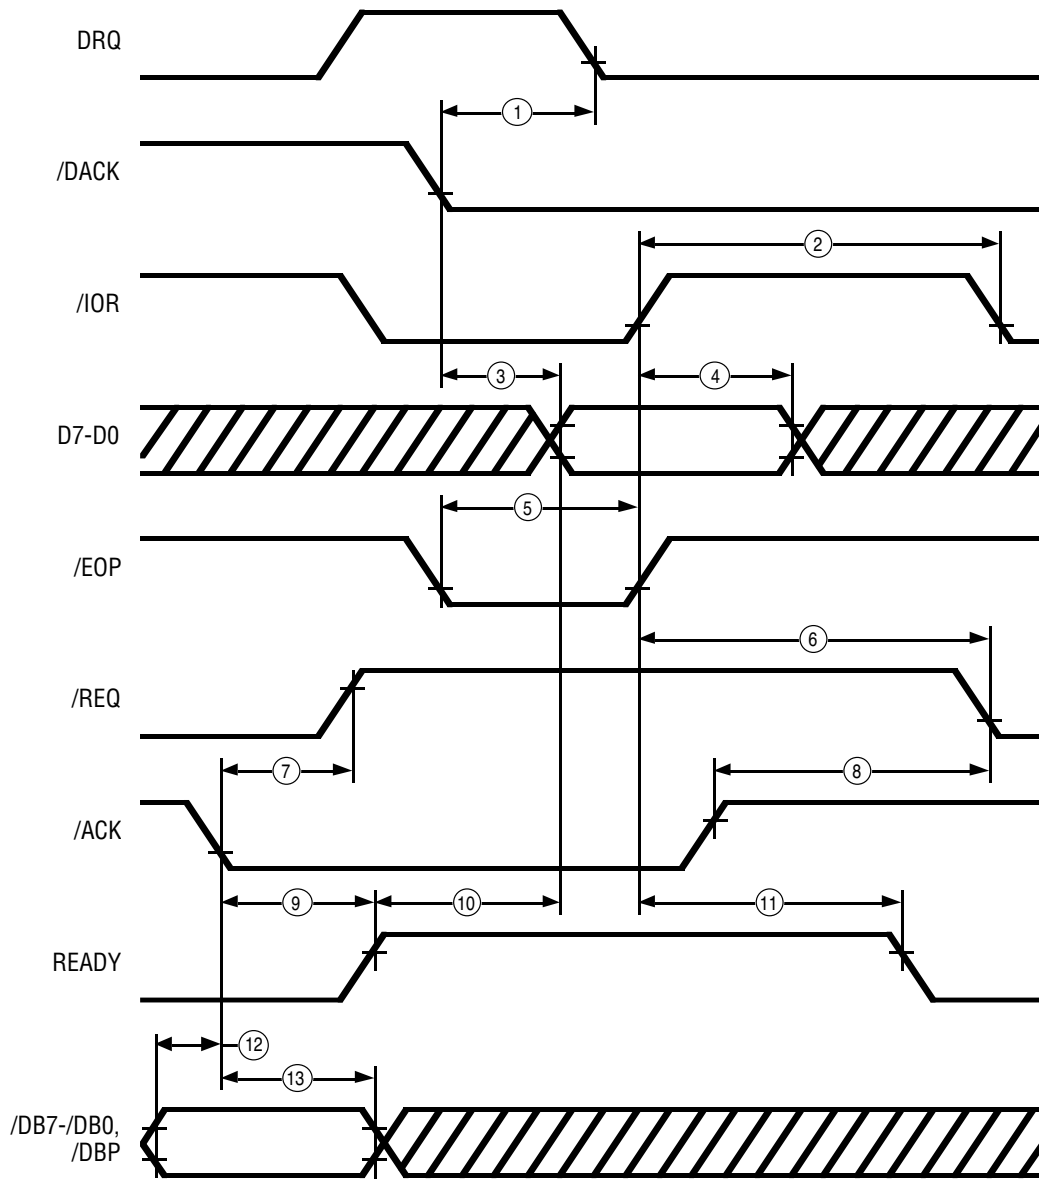 DRQ
1
/DACK
2
/IOR
3
4
D7-D0
5
/EOP
6
/REQ
7
8
/ACK
9
10
11
READY
12
13
/DB7-/DB0,
/DBP